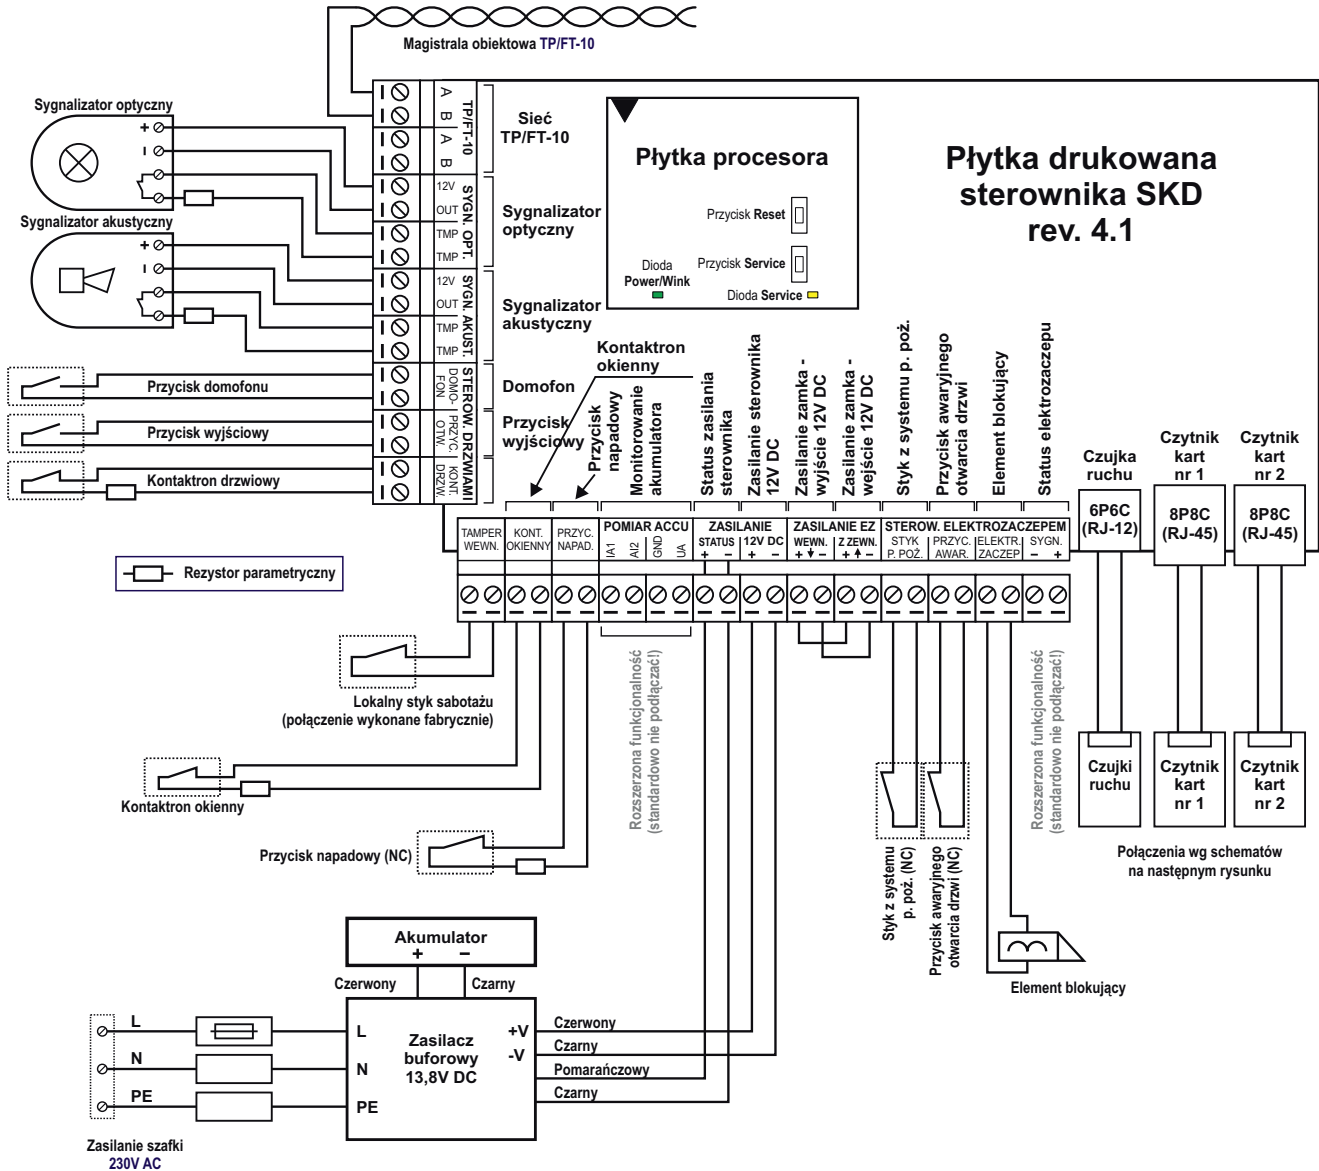 Magistrala obiektowa TP/FT-10
Sygnalizator optyczny
+
Sygnalizator akustyczny
+
Przycisk domofonu
Przycisk wyjściowy
Kontaktron drzwiowy
A
B
A
B
TP/FT-10
12V
OUT
TMP
TMP
SYGN. OPT.
12V
OUT
TMP
TMP
SYGN. AKUST.
DOMO-
FON
PRZYC.
OTW.
KONT.
DRZW.
STEROW. DRZWIAMI
Sieć
TP/FT-10
Sygnalizator
optyczny
Sygnalizator
akustyczny
Domofon
Przycisk
wyjściowy
Płytka procesora
Przycisk Reset
Przycisk Service
Dioda
Power/Wink
Dioda Service
Płytka drukowana
sterownika SKD
rev. 4.1
Kontaktron
okienny
Przycisk
napadowy
Monitorowanie
akumulatora
Status zasilania
sterownika
Zasilanie sterownika
12V DC
Zasilanie zamka -
wyjście 12V DC
Zasilanie zamka -
wejście 12V DC
Styk z systemu p. poż.
Przycisk awaryjnego
otwarcia drzwi
Element blokujący
Status elektrozaczepu
Czujka
ruchu
Czytnik
kart
nr 1
Czytnik
kart
nr 2
6P6C
(RJ-12)
8P8C
(RJ-45)
8P8C
(RJ-45)
TAMPER
WEWN.
KONT.
OKIENNY
PRZYC.
NAPAD.
POMIAR ACCU
IA1
AI2
GND
UA
ZASILANIE
STATUS
+ −
12V DC
+ −
ZASILANIE EZ
WEWN.
+ −
Z ZEWN.
+ −
STEROW. ELEKTROZACZEPEM
STYK
P. POŻ.
PRZYC.
AWAR.
ELEKTR.
ZACZEP
SYGN.
− +
Rezystor parametryczny
Lokalny styk sabotażu
(połączenie wykonane fabrycznie)
Kontaktron okienny
Przycisk napadowy (NC)
Rozszerzona funkcjonalność
(standardowo nie podłączać!)
Styk z systemu
p. poż. (NC)
Przycisk awaryjnego
otwarcia drzwi (NC)
Element blokujący
Rozszerzona funkcjonalność
(standardowo nie podłączać!)
Czujki
ruchu
Czytnik
kart
nr 1
Czytnik
kart
nr 2
Połączenia wg schematów
na następnym rysunku
Akumulator
+ −
Czerwony
Czarny
L
N
PE
L
N
PE
Zasilacz
buforowy
13,8V DC
+V
-V
Czerwony
Czarny
Pomarańczowy
Czarny
Zasilanie szafki
230V AC